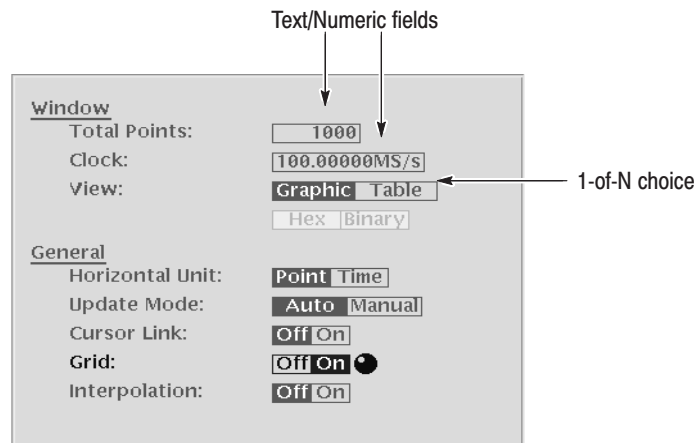 Text/Numeric fields
Window
Total Points: 1000
Clock: 100.00000MS/s
View: Graphic Table
1-of-N choice
Hex Binary
General
Horizontal Unit: Point Time
Update Mode: Auto Manual
Cursor Link: Off On
Grid: Off On
Interpolation: Off On